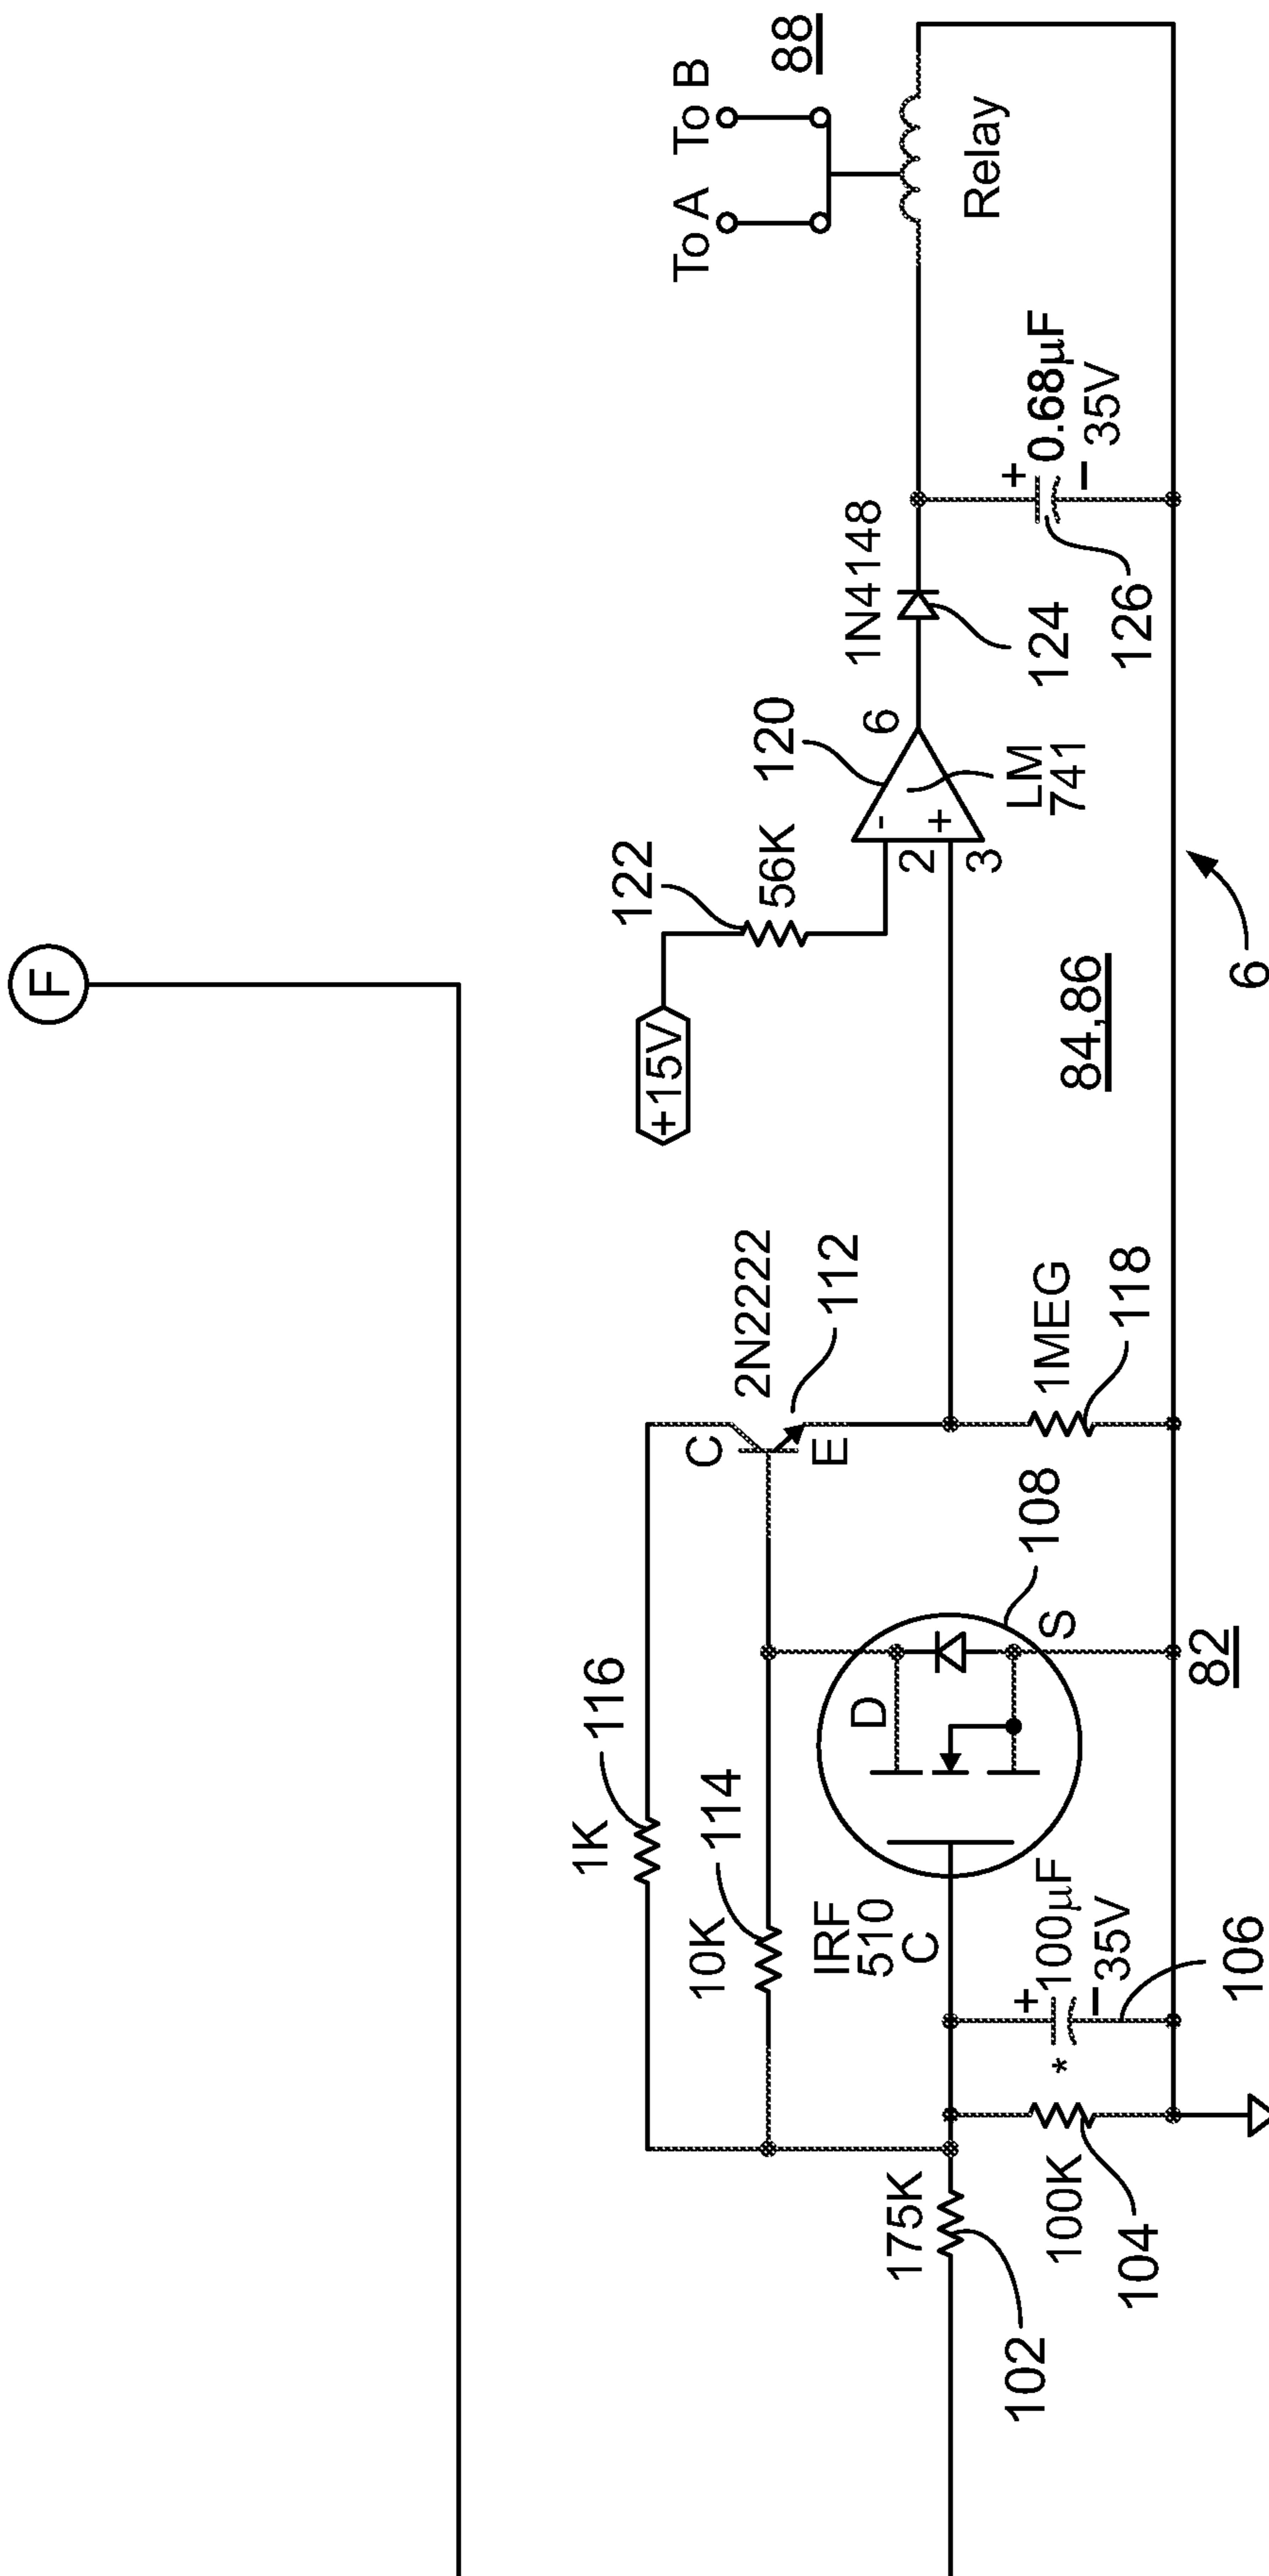 F
To A
To B
88
Relay
+15V
122
56K
120
-
+
2
3
6
LM
741
1N4148
124
+
0.68µF
−
35V
126
84,86
6
2N2222
112
C
E
1MEG
118
1K
116
10K
114
IRF
510
C
D
S
108
82
175K
102
100K
104
*
+
100µF
−
35V
106